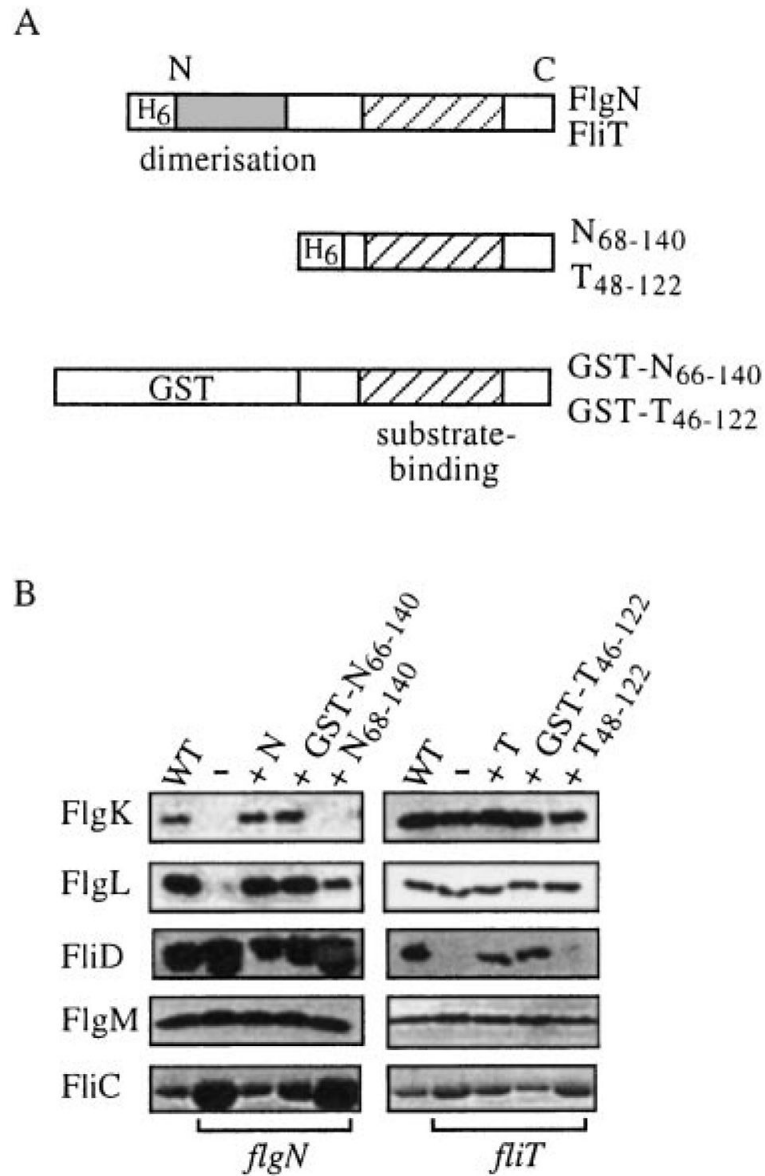 A
N C
H6 FlgN
FliT
dimerisation
H6 N68-140
T48-122
GST GST-N66-140
GST-T46-122
substrate-
binding
B
WT - + N + GST-N66-140 + N68-140 WT - + T + GST-T46-122 + T48-122
FlgK
FlgL
FliD
FlgM
FliC
flgN fliT